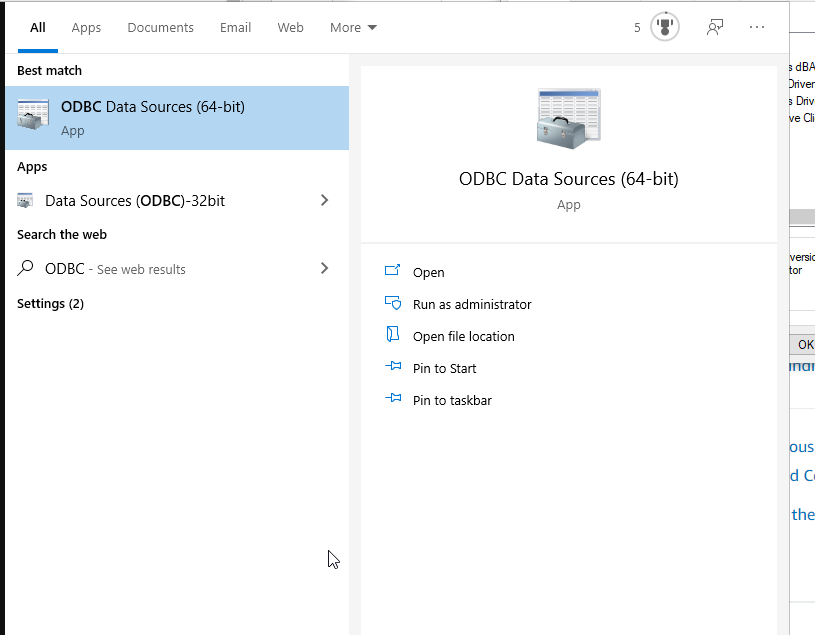 All Apps Documents Email Web More 5 ...
Best match
ODBC Data Sources (64-bit)
App
Apps
Data Sources (ODBC)-32bit
Search the web
ODBC - See web results
Settings (2)
ODBC Data Sources (64-bit)
App
Open
Run as administrator
Open file location
Pin to Start
Pin to taskbar
s dBA
Driver
s Drive
ve Cli
versio
tor
OK
ous
d Co
the